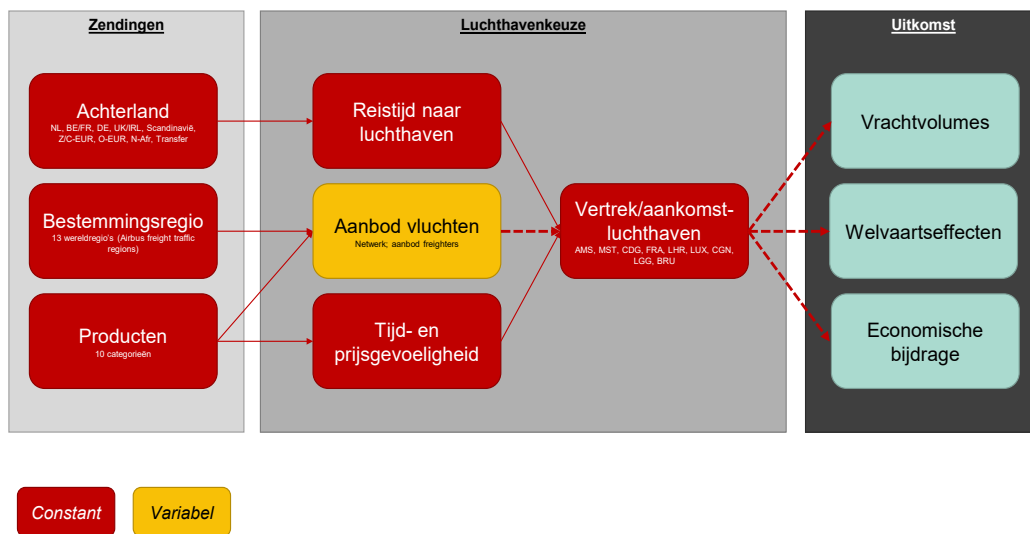 Zendingen
Achterland
NL, BE/FR, DE, UK/IRL, Scandinavië,
Z/C-EUR, O-EUR, N-Afr, Transfer
Bestemmingsregio
13 wereldregio's (Airbus freight traffic
regions)
Producten
10 categorieën
Luchthavenkeuze
Reistijd naar
luchthaven
Aanbod vluchten
Netwerk; aanbod freighters
Tijd- en
prijsgevoeligheid
Vertrek/aankomst-
luchthaven
AMS, MST, CDG, FRA, LHR, LUX, CGN,
LGG, BRU
Uitkomst
Vrachtvolumes
Welvaartseffecten
Economische
bijdrage
Constant
Variabel